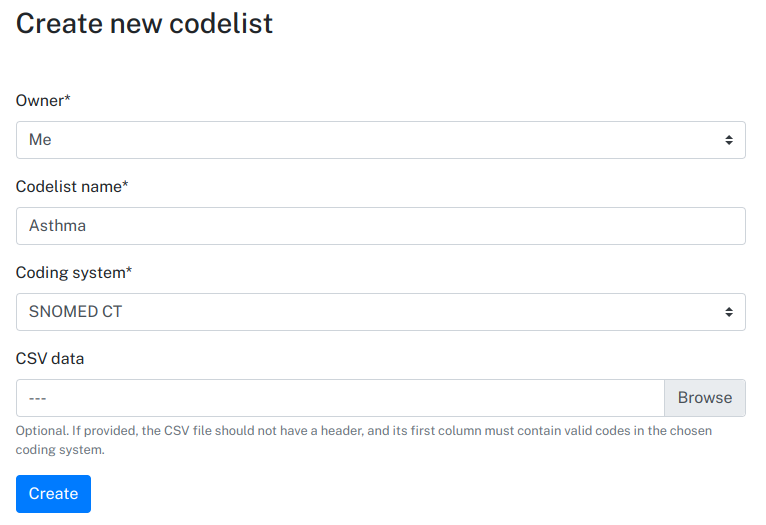 Create new codelist
Owner*
Me
Codelist name*
Asthma
Coding system*
SNOMED CT
CSV data
---
Browse
Optional. If provided, the CSV file should not have a header, and its first column must contain valid codes in the chosen
coding system.
Create